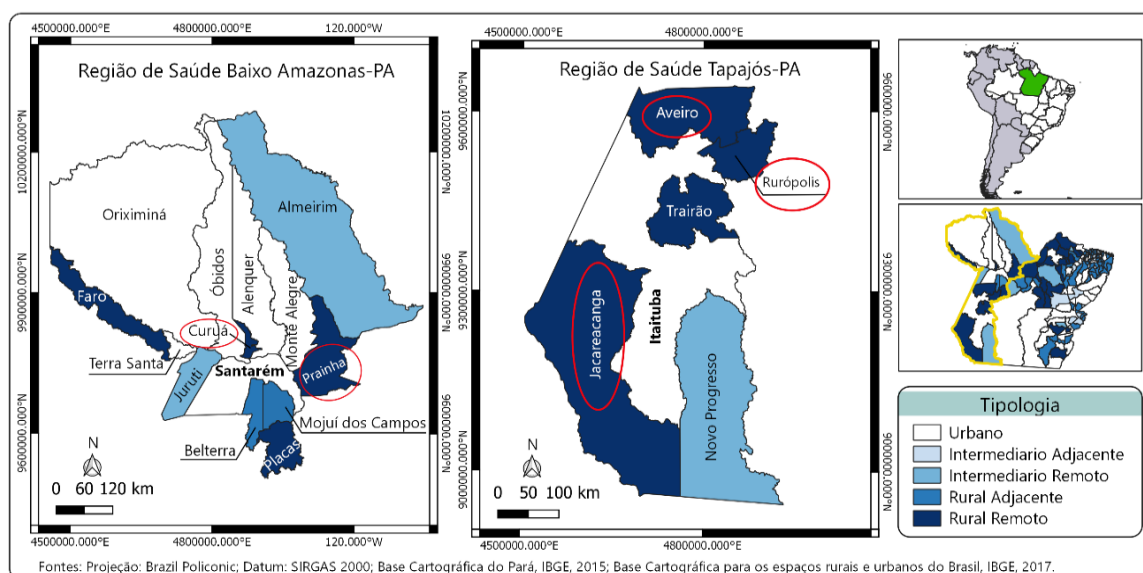 4500000.000°E 4800000.000°E 120.000°W
Região de Saúde Baixo Amazonas-PA
Oriximiná
Óbidos
Alenquer
Almeirim
Monte Alegre
Faro
Curuá
Terra Santa
Juruti
Santarém
Prainha
Mojuí dos Campos
Belterra
Placas
N
0 60 120 km
10200000.000°N
9900000.000°N
9600000.000°N
10200000.000°N
9900000.000°N
9600000.000°N
4500000.000°E 4800000.000°E 120.000°W
4500000.000°E 4800000.000°E
Região de Saúde Tapajós-PA
Aveiro
Rurópolis
Trairão
Jacareacanga
Itaituba
Novo Progresso
N
0 50 100 km
9600000.000°N
9300000.000°N
9000000.000°N
4500000.000°E 4800000.000°E
Tipologia
Urbano
Intermediario Adjacente
Intermediario Remoto
Rural Adjacente
Rural Remoto
Fontes: Projeção: Brazil Policonic; Datum: SIRGAS 2000; Base Cartográfica do Pará, IBGE, 2015; Base Cartográfica para os espaços rurais e urbanos do Brasil, IBGE, 2017.